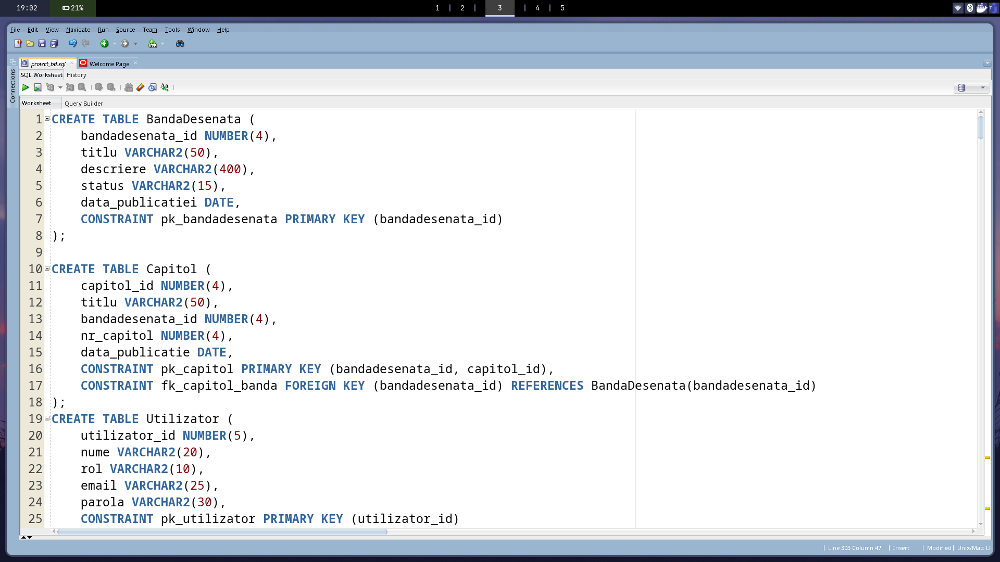 19:02 21% 1 | 2 | 3 | 4 | 5
File Edit View Navigate Run Source Team Tools Window Help
proiect_bd.sql Welcome Page
Connections
SQL Worksheet History
Worksheet Query Builder
1 CREATE TABLE BandaDesenata (
2 bandadesenata_id NUMBER(4),
3 titlu VARCHAR2(50),
4 descriere VARCHAR2(400),
5 status VARCHAR2(15),
6 data_publicatiei DATE,
7 CONSTRAINT pk_bandadesenata PRIMARY KEY (bandadesenata_id)
8 );
9
10 CREATE TABLE Capitol (
11 capitol_id NUMBER(4),
12 titlu VARCHAR2(50),
13 bandadesenata_id NUMBER(4),
14 nr_capitol NUMBER(4),
15 data_publicatie DATE,
16 CONSTRAINT pk_capitol PRIMARY KEY (bandadesenata_id, capitol_id),
17 CONSTRAINT fk_capitol_banda FOREIGN KEY (bandadesenata_id) REFERENCES BandaDesenata(bandadesenata_id)
18 );
19 CREATE TABLE Utilizator (
20 utilizator_id NUMBER(5),
21 nume VARCHAR2(20),
22 rol VARCHAR2(10),
23 email VARCHAR2(25),
24 parola VARCHAR2(30),
25 CONSTRAINT pk_utilizator PRIMARY KEY (utilizator_id)
| Line 303 Column 47 | Insert | Modified | Unix/Mac: LF